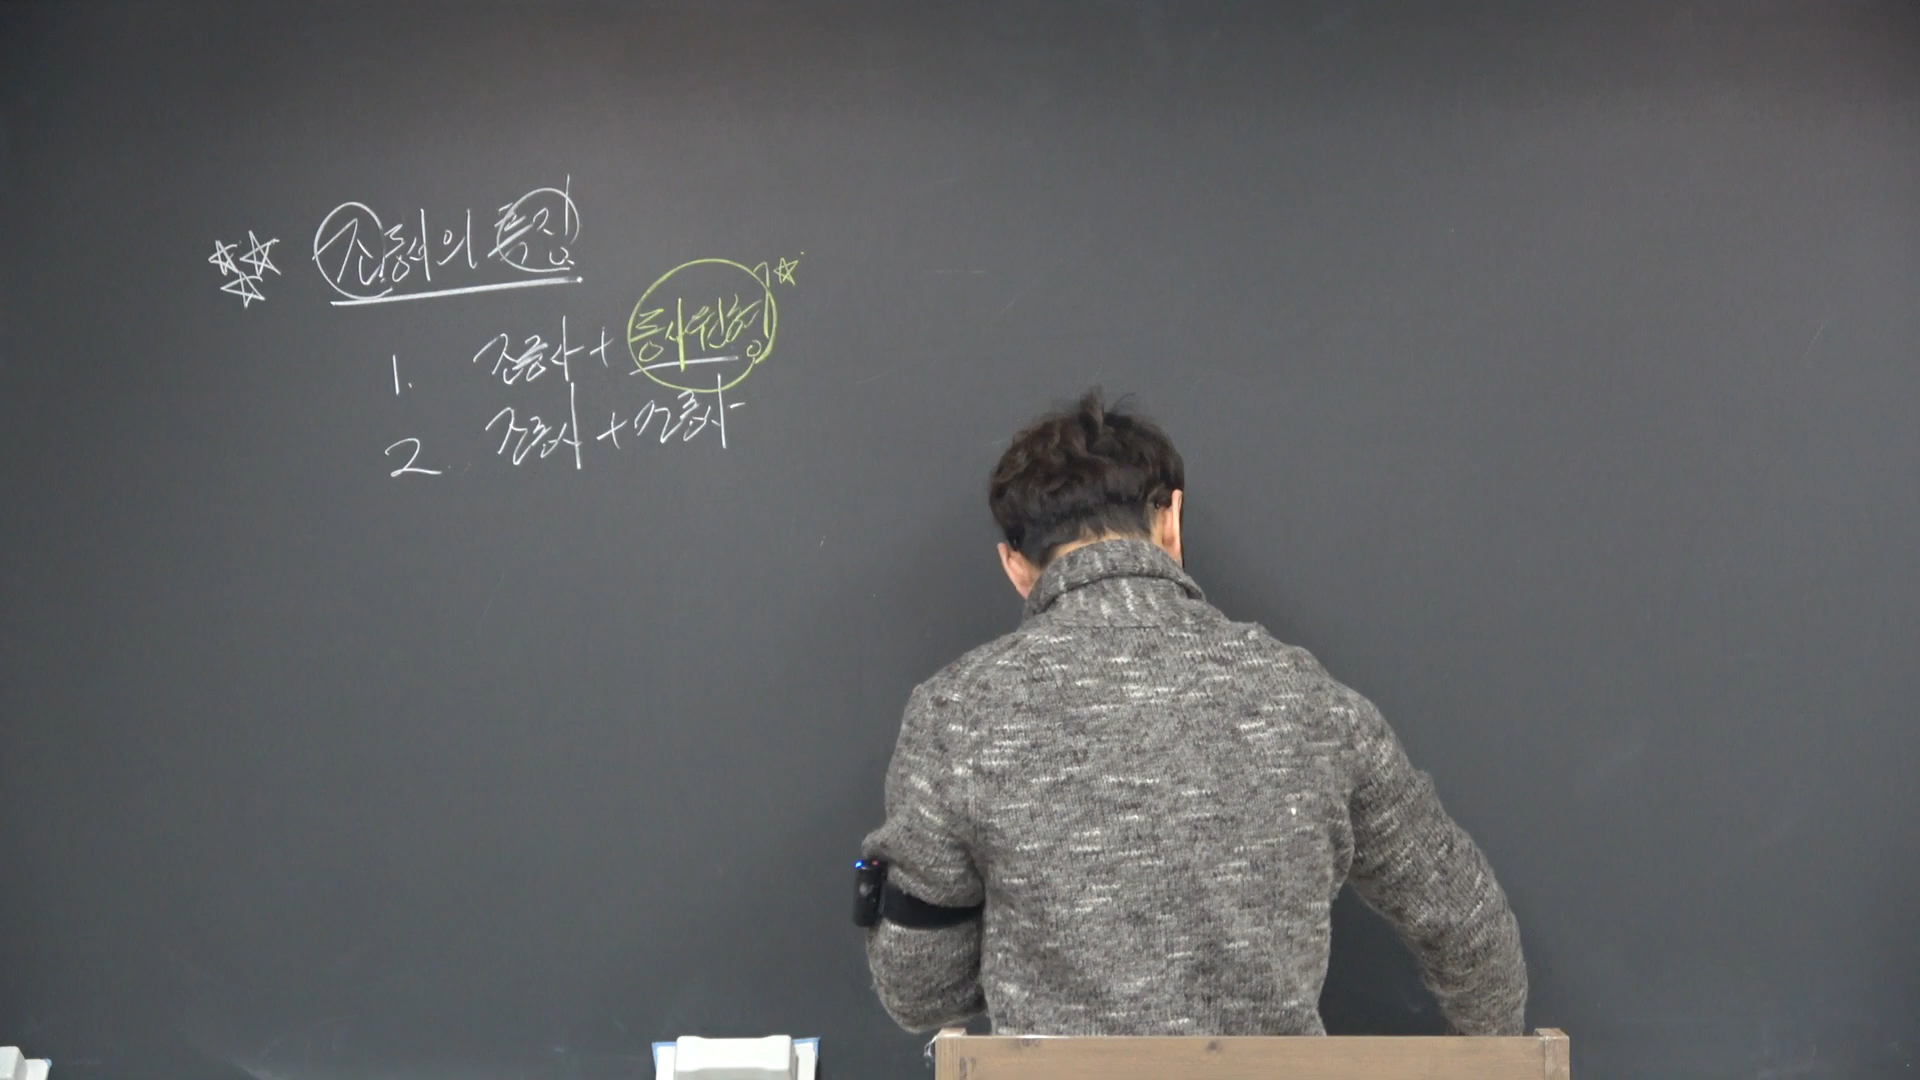 조동사의 특징
1. 조동사 + 동사원형
2. 조동사 + 조동사